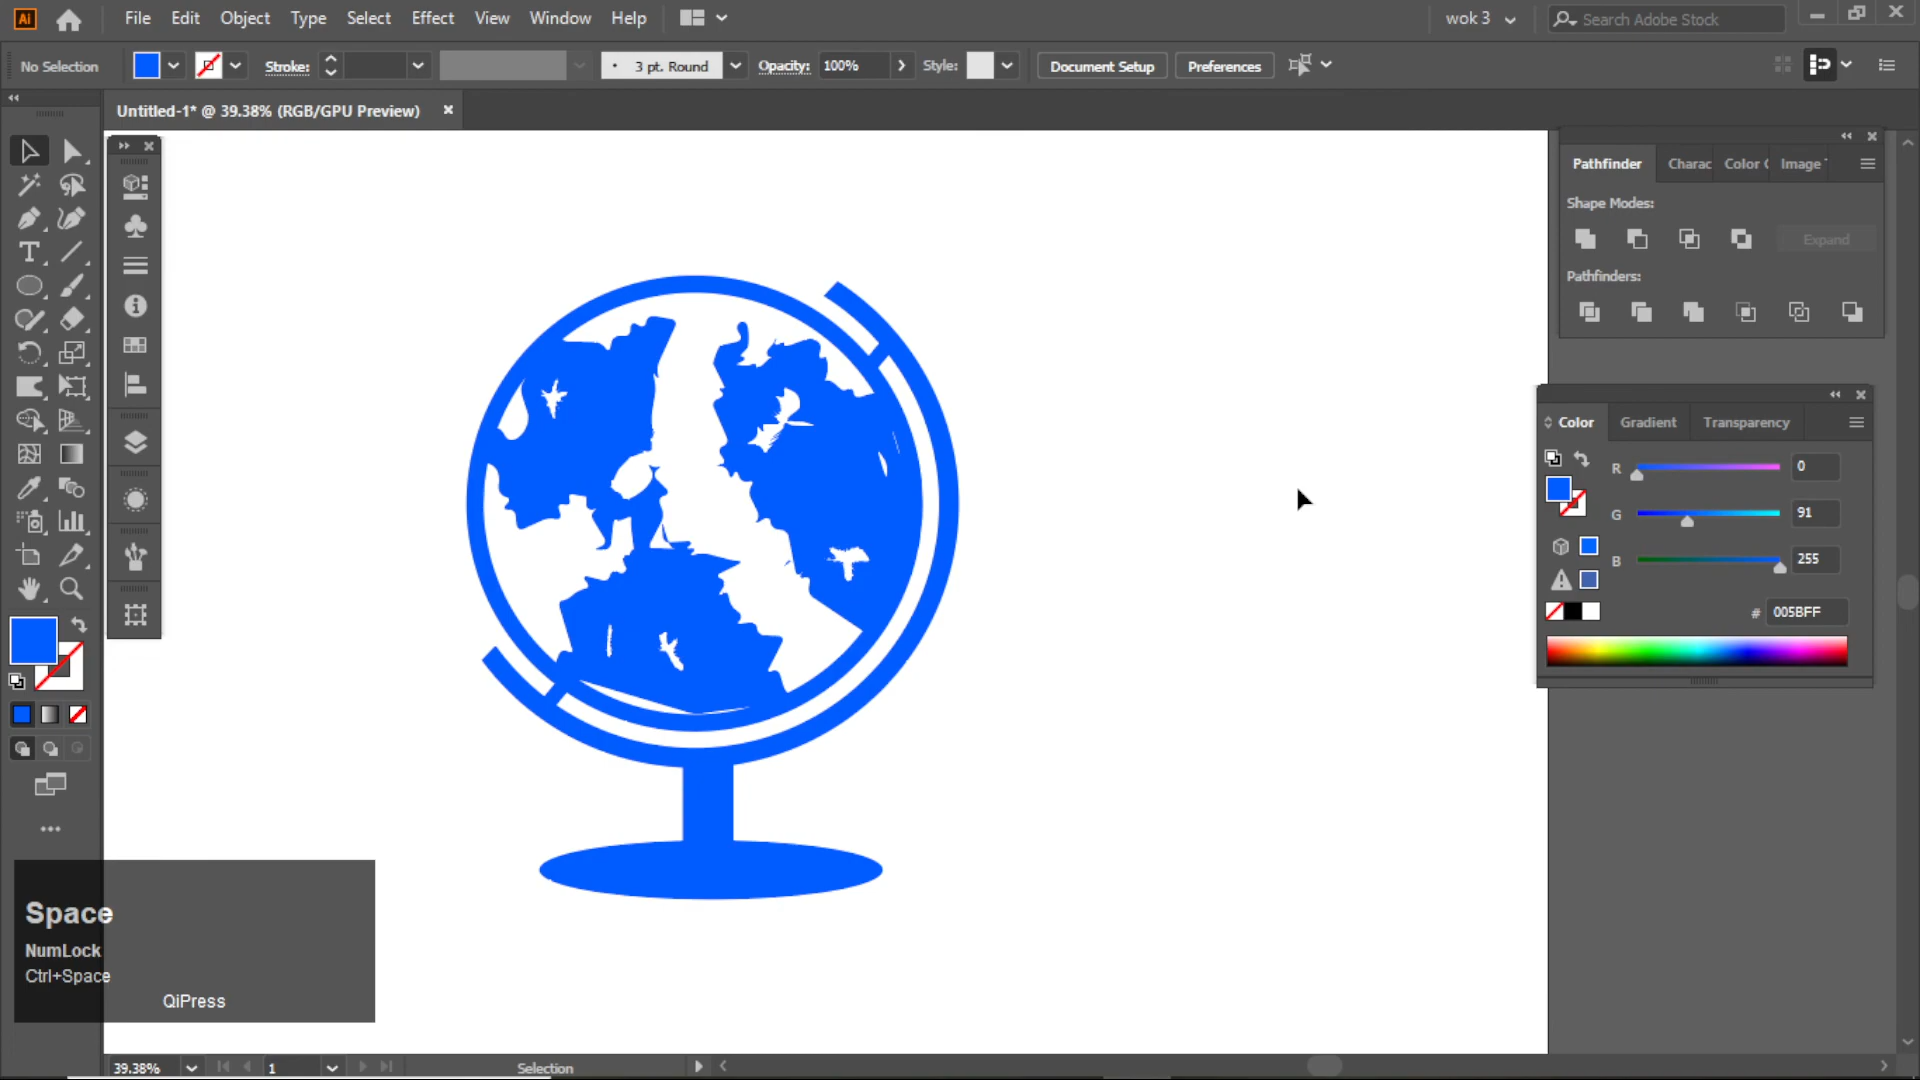 Ai File Edit Object Type Select Effect View Window Help wok 3 Search Adobe Stock
No Selection Stroke: 3 pt. Round Opacity: 100% Style: Document Setup Preferences
Untitled-1* @ 39.38% (RGB/GPU Preview)
Pathfinder Charac Color Image
Shape Modes:
Expand
Pathfinders:
Color Gradient Transparency
R 0
G 91
B 255
# 005BFF
Space
NumLock
Ctrl+Space
QiPress
39.38% 1 Selection